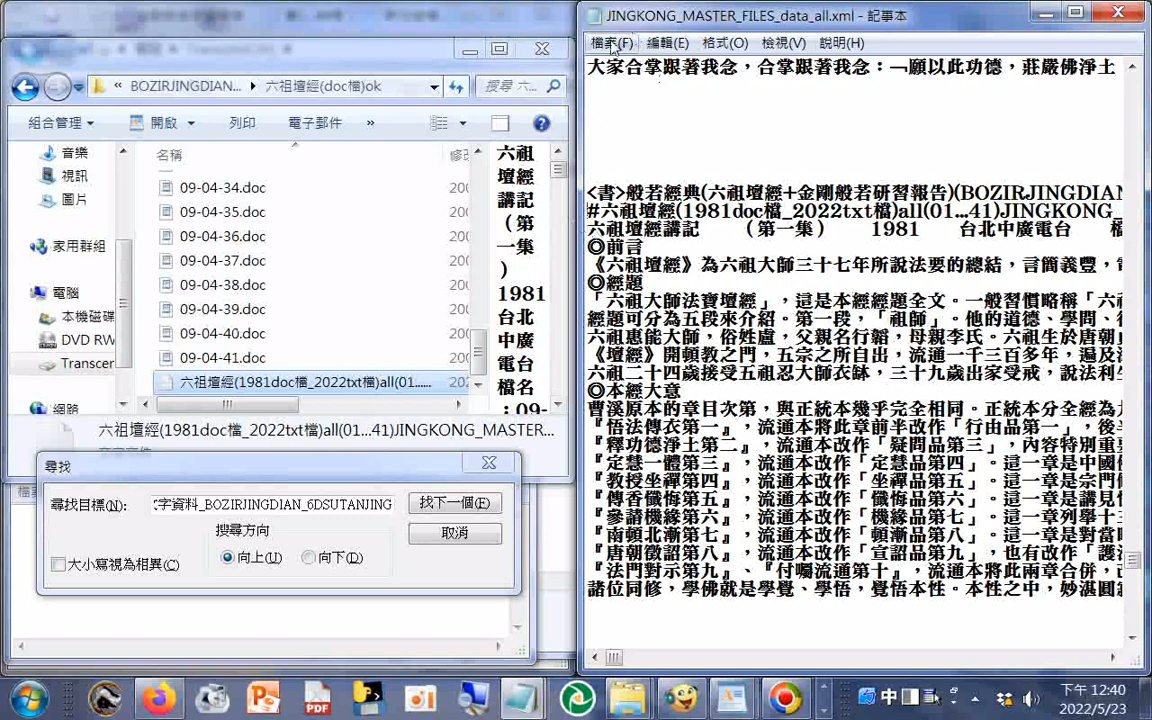 BOZIRJINGDIAN...
六祖壇經(doc檔)ok
搜尋 六...
組合管理
開啟
列印
電子郵件
»
音樂
視訊
圖片
家用群組
電腦
本機磁碟
DVD RW
Transcen
網路
名稱
修
09-04-34.doc
200
09-04-35.doc
200
09-04-36.doc
200
09-04-37.doc
200
09-04-38.doc
200
09-04-39.doc
200
09-04-40.doc
200
09-04-41.doc
200
六祖壇經(1981doc檔_2022txt檔)all(01......
202
六祖
壇經
講記
（第
一集
）
1981
台北
中廣
電台
檔名
：09-
六祖壇經(1981doc檔_2022txt檔)all(01...41)JINGKONG_MASTER...
尋找
尋找目標(N):
字資料_BOZIRJINGDIAN_6DSUTANJING
找下一個(F)
搜尋方向
取消
大小寫視為相異(C)
向上(U)
向下(D)
JINGKONG_MASTER_FILES_data_all.xml - 記事本
檔案(F)
編輯(E)
格式(O)
檢視(V)
說明(H)
大家合掌跟著我念，合掌跟著我念：「願以此功德，莊嚴佛淨土
<書>般若經典(六祖壇經+金剛般若研習報告)(BOZIRJINGDIAN
#六祖壇經(1981doc檔_2022txt檔)all(01...41)JINGKONG_
六祖壇經講記　　（第一集）　　1981　　台北中廣電台　　檔
◎前言
《六祖壇經》為六祖大師三十七年所說法要的總結，言簡義豐，
◎經題
「六祖大師法寶壇經」，這是本經經題全文。一般習慣略稱「六祖
經題可分為五段來介紹。第一段，「祖師」。他的道德、學問、
六祖惠能大師，俗姓盧，父親名行韜，母親李氏。六祖生於唐朝貞
《壇經》開頓教之門，五宗之所自出，流通一千三百多年，遍及
六祖二十四歲接受五祖忍大師衣缽，三十九歲出家受戒，說法利生
◎本經大意
曹溪原本的章目次第，與正統本幾乎完全相同。正統本分全經為
『悟法傳衣第一』，流通本將此章前半改作「行由品第一」，後半
『釋功德淨土第二』，流通本改作「疑問品第三」，內容特別重要
『定慧一體第三』，流通本改作「定慧品第四」。這一章是中國
『教授坐禪第四』，流通本改作「坐禪品第五」。這一章是宗門
『傳香懺悔第五』，流通本改作「懺悔品第六」。這一章是講見性
『參請機緣第六』，流通本改作「機緣品第七」。這一章列舉十三
『南頓北漸第七』，流通本改作「頓漸品第八」。這一章是對當時
『唐朝徵詔第八』，流通本改作「宣詔品第九」，也有改作「護法
『法門對示第九』、『付囑流通第十』，流通本將此兩章合併，改
諸位同修，學佛就是學覺、學悟，覺悟本性。本性之中，妙湛圓寂
中
下午 12:40
2022/5/23